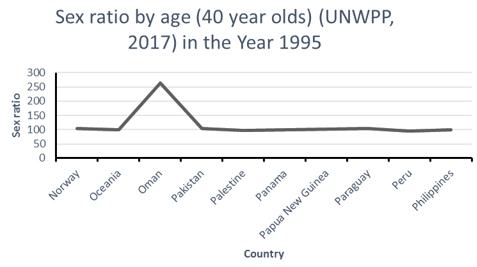 Sex ratio by age (40 year olds) (UNWPP,
2017) in the Year 1995
300
250
200
150
100
50
0
Sex ratio
Norway
Oceania
Oman
Pakistan
Palestine
Panama
Papua New Guinea
Paraguay
Peru
Philippines
Country